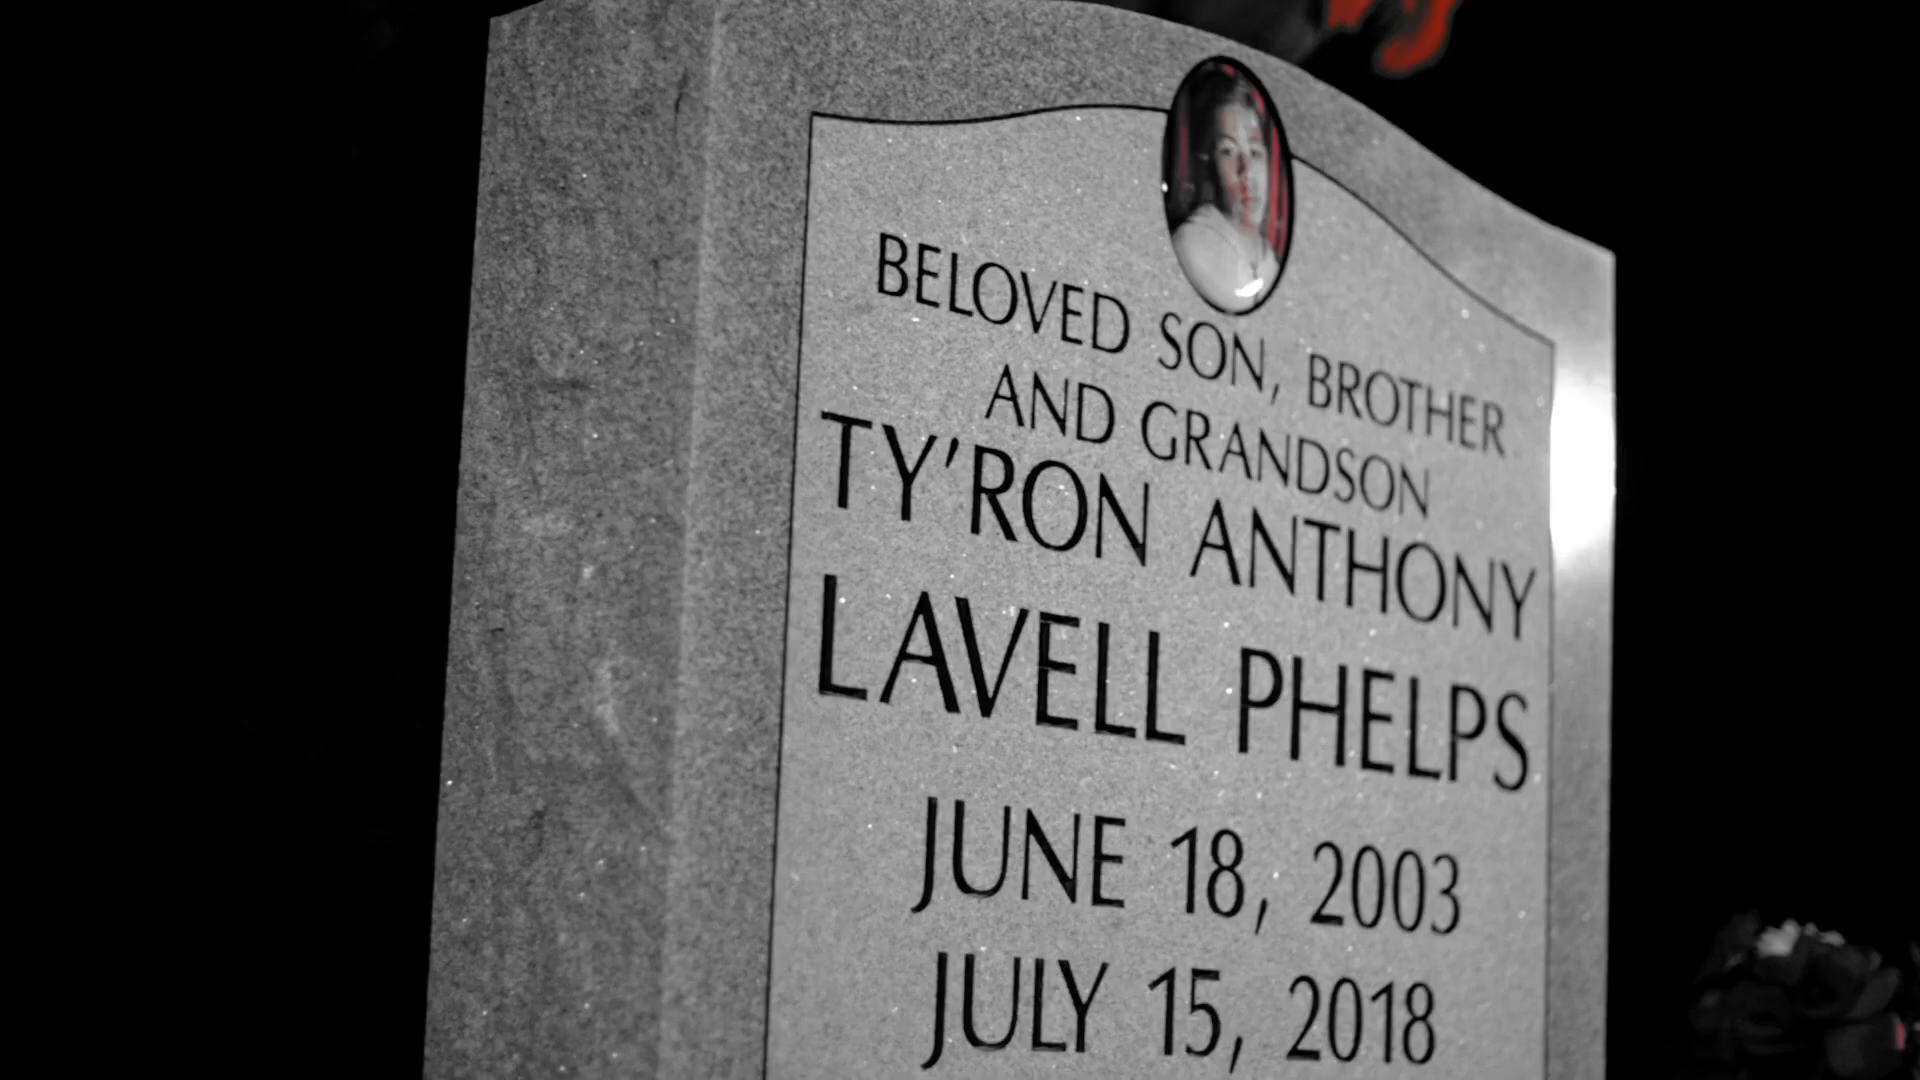 BELOVED SON, BROTHER
AND GRANDSON
TY'RON ANTHONY
LAVELL PHELPS
JUNE 18, 2003
JULY 15, 2018